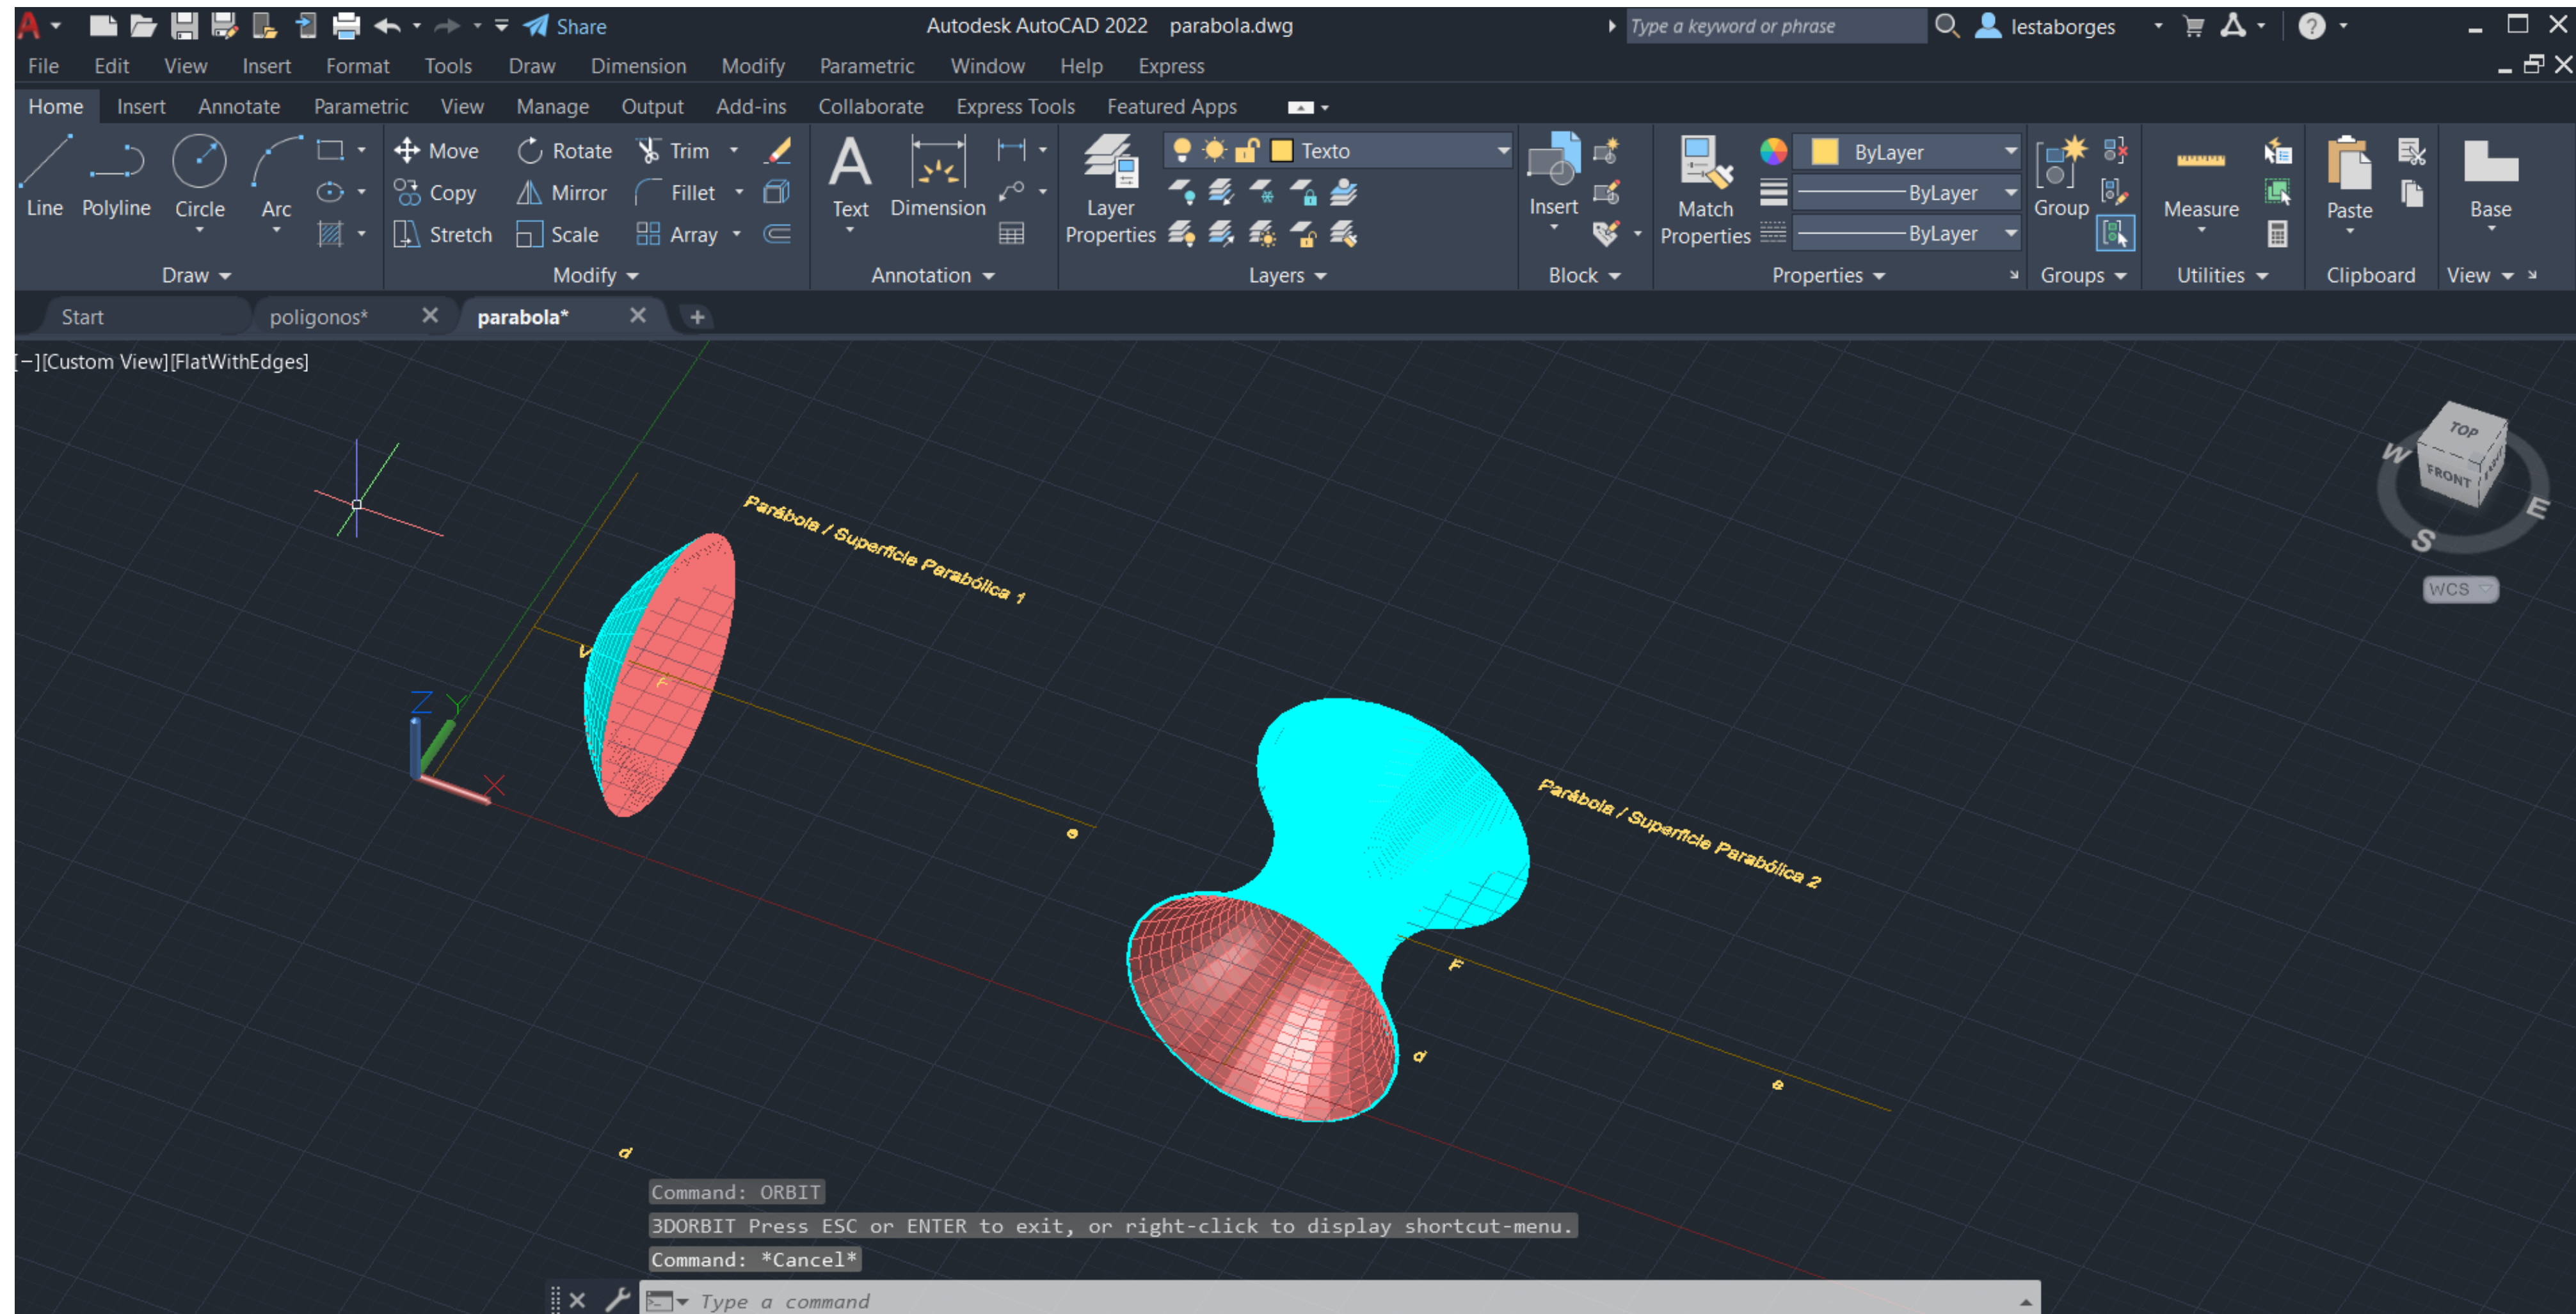 Share
Autodesk AutoCAD 2022 parabola.dwg
Type a keyword or phrase
lestaborges
File Edit View Insert Format Tools Draw Dimension Modify Parametric Window Help Express
Home Insert Annotate Parametric View Manage Output Add-ins Collaborate Express Tools Featured Apps
Line Polyline Circle Arc
Move Rotate Trim
Copy Mirror Fillet
Stretch Scale Array
Text Dimension
Layer Properties
Texto
Insert
Match Properties
ByLayer
ByLayer
ByLayer
Group
Measure
Paste
Base
Draw Modify Annotation Layers Block Properties Groups Utilities Clipboard View
Start poligonos* parabola*
[−][Custom View][FlatWithEdges]
TOP
FRONT
W
S
E
WCS
Parábola / Superfície Parabólica 1
V
F
e
Z
Y
X
d
Parábola / Superfície Parabólica 2
F
d
e
Command: ORBIT
3DORBIT Press ESC or ENTER to exit, or right-click to display shortcut-menu.
Command: *Cancel*
Type a command